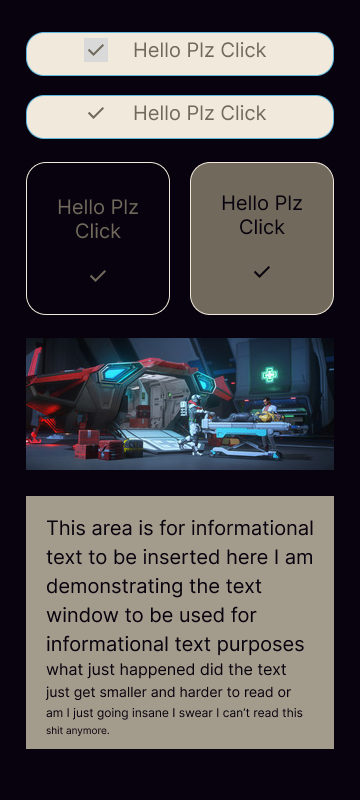 Hello Plz Click
Hello Plz Click
Hello Plz
Click
Hello Plz
Click
This area is for informational
text to be inserted here I am
demonstrating the text
window to be used for
informational text purposes
what just happened did the text
just get smaller and harder to read or
am I just going insane I swear I can’t read this
shit anymore.